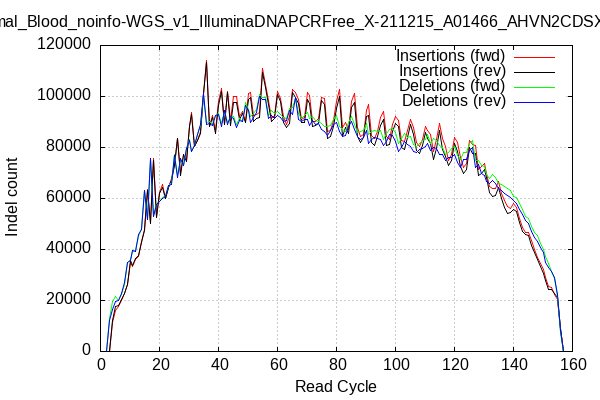 mal_Blood_noinfo-WGS_v1_IlluminaDNAPCRFree_X-211215_A01466_AHVN2CDSX
Insertions (fwd)
Insertions (rev)
Deletions (fwd)
Deletions (rev)
120000
100000
80000
60000
40000
20000
0
Indel count
0 20 40 60 80 100 120 140 160
Read Cycle